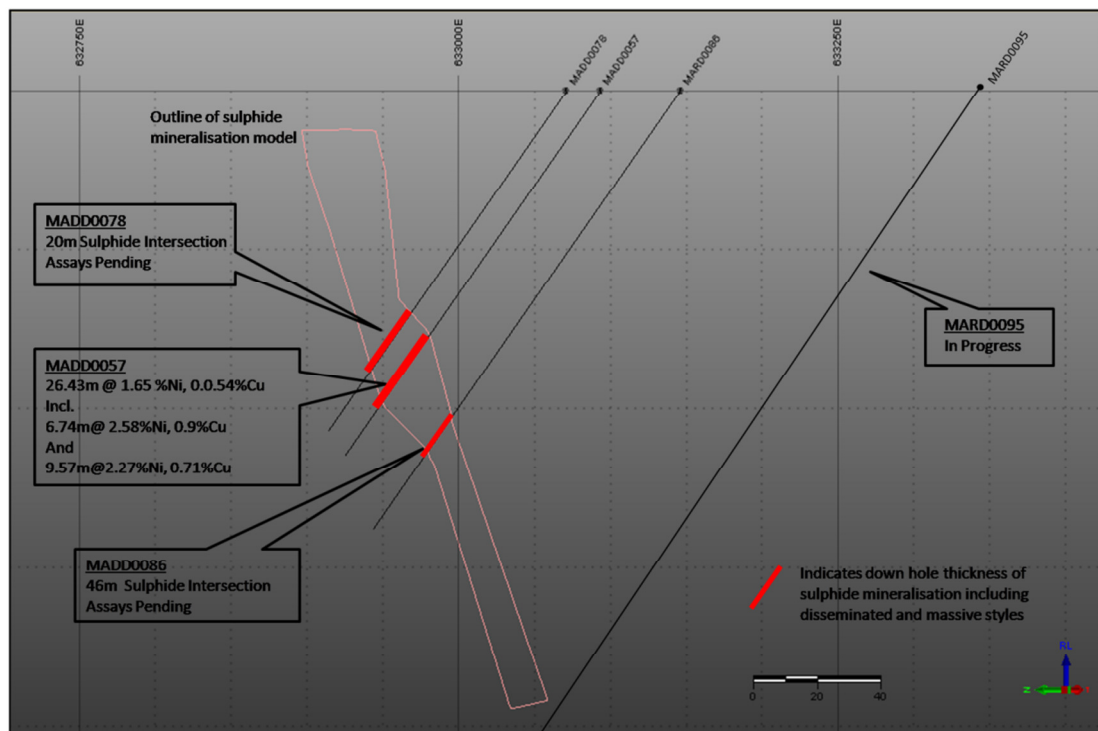 632750E
633000E
633250E
MADD0078
MADD0057
MARD0086
MARD0095
Outline of sulphide
mineralisation model
MADD0078
20m Sulphide Intersection
Assays Pending
MADD0057
26.43m @ 1.65 %Ni, 0.0.54%Cu
Incl.
6.74m@ 2.58%Ni, 0.9%Cu
And
9.57m@2.27%Ni, 0.71%Cu
MADD0086
46m Sulphide Intersection
Assays Pending
MARD0095
In Progress
Indicates down hole thickness of
sulphide mineralisation including
disseminated and massive styles
0 20 40
RL
N